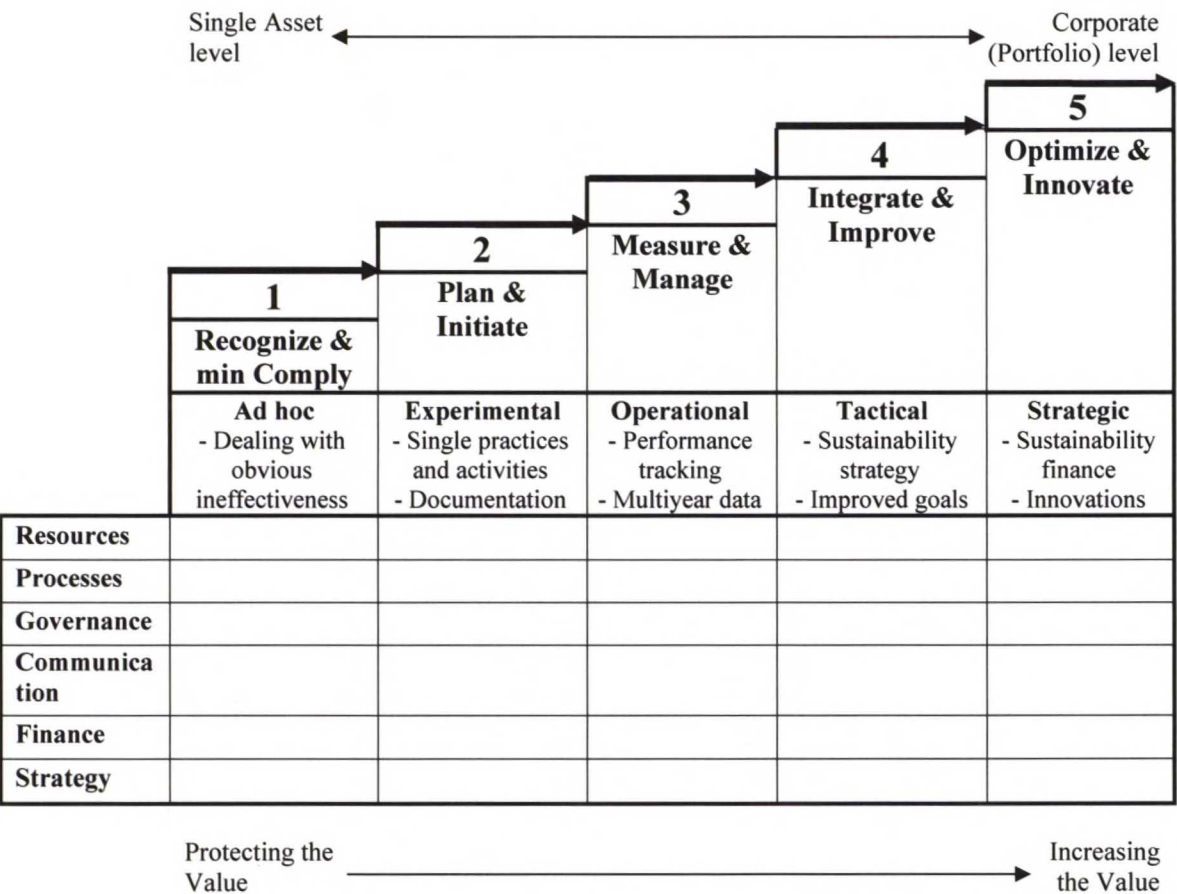 Single Asset
level
Corporate
(Portfolio) level
1
Recognize &
min Comply
2
Plan &
Initiate
3
Measure &
Manage
4
Integrate &
Improve
5
Optimize &
Innovate
Ad hoc
- Dealing with
obvious
ineffectiveness
Experimental
- Single practices
and activities
- Documentation
Operational
- Performance
tracking
- Multiyear data
Tactical
- Sustainability
strategy
- Improved goals
Strategic
- Sustainability
finance
- Innovations
Resources
Processes
Governance
Communica
tion
Finance
Strategy
Protecting the
Value
Increasing
the Value